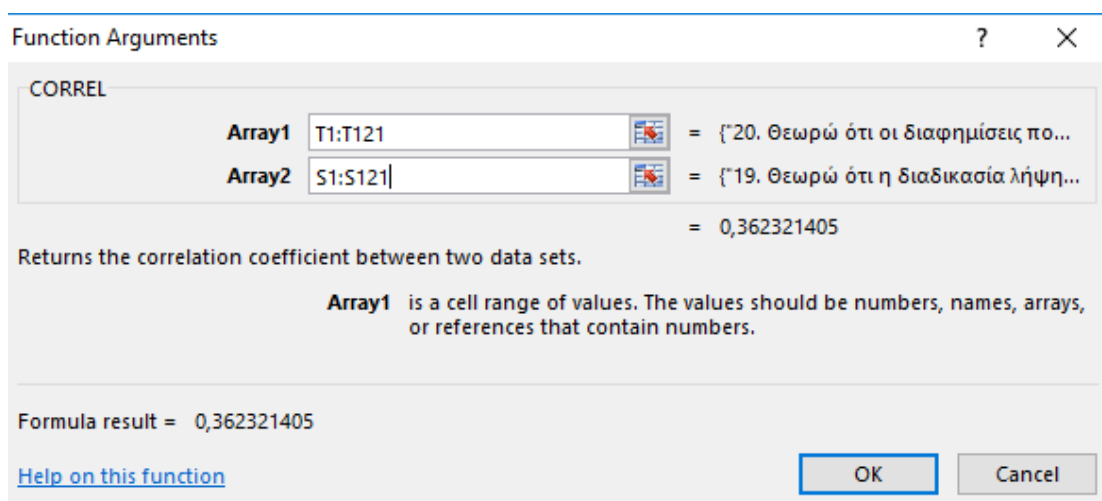 Function Arguments ? ×
CORREL
Array1 T1:T121 = {"20. Θεωρώ ότι οι διαφημίσεις πο...
Array2 S1:S121 = {"19. Θεωρώ ότι η διαδικασία λήψη...
= 0,362321405
Returns the correlation coefficient between two data sets.
Array1 is a cell range of values. The values should be numbers, names, arrays,
or references that contain numbers.
Formula result = 0,362321405
Help on this function OK Cancel